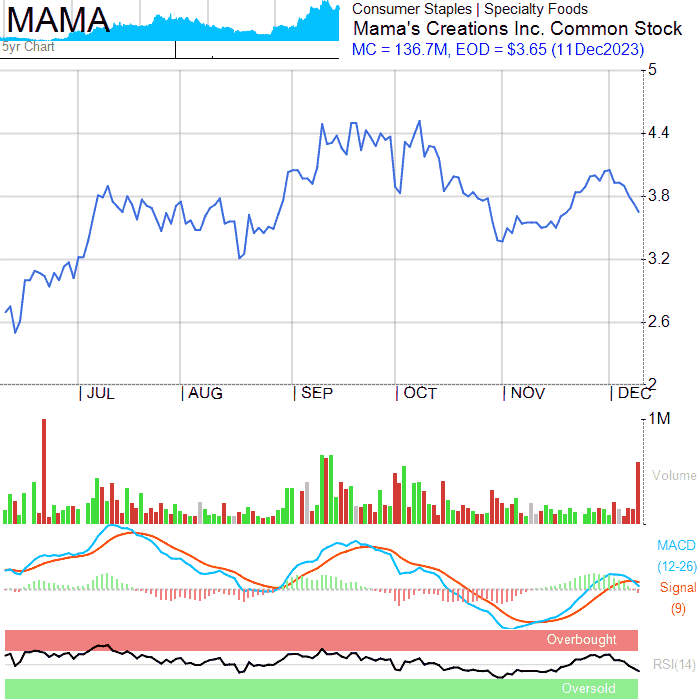 MAMA
5yr Chart
Consumer Staples | Specialty Foods
Mama's Creations Inc. Common Stock
MC = 136.7M, EOD = $3.65 (11Dec2023)
5
4.4
3.8
3.2
2.6
2
JUL
AUG
SEP
OCT
NOV
DEC
1M
Volume
MACD
(12-26)
Signal
(9)
Overbought
RSI(14)
Oversold